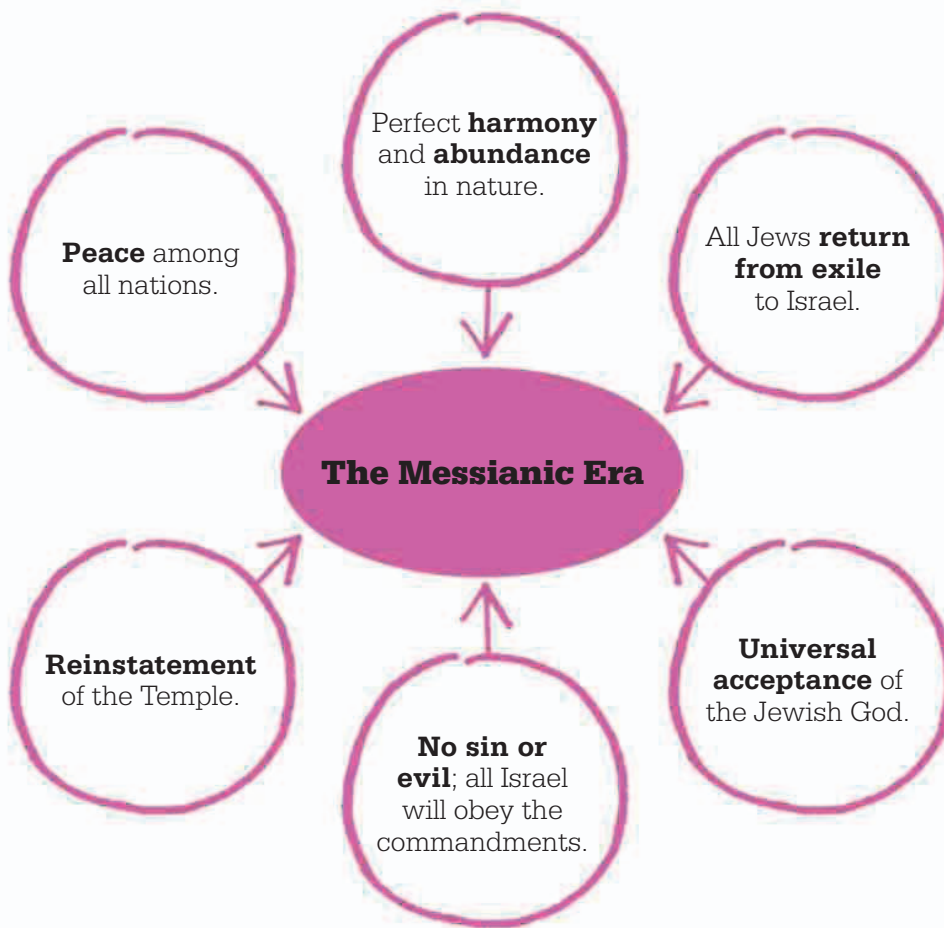 Perfect harmony
and abundance
in nature.
Peace among
all nations.
All Jews return
from exile
to Israel.
The Messianic Era
Reinstatement
of the Temple.
No sin or
evil; all Israel
will obey the
commandments.
Universal
acceptance of
the Jewish God.